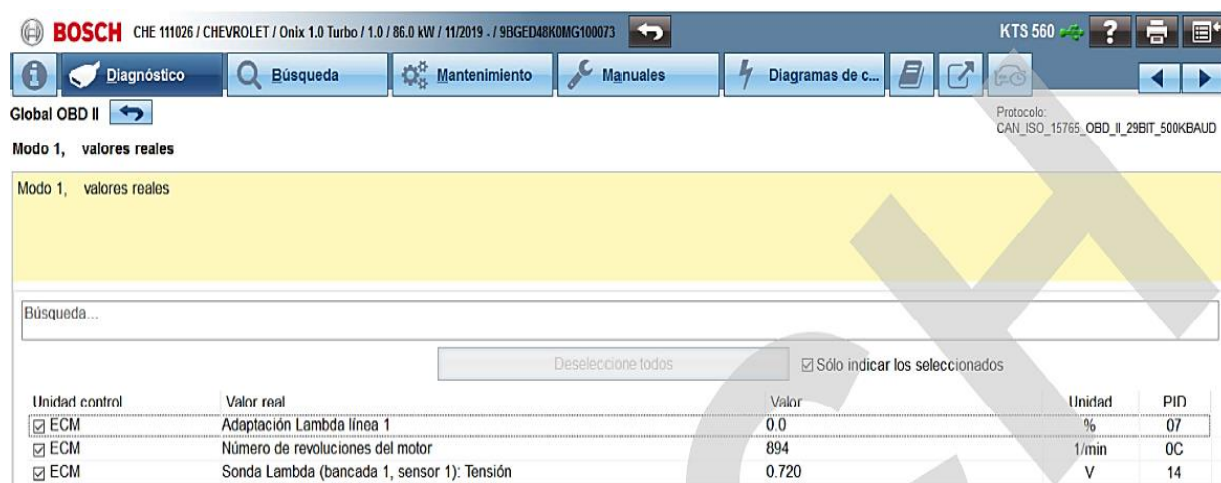 BOSCH CHE 111026 / CHEVROLET / Onix 1.0 Turbo / 1.0 / 86.0 kW / 11/2019 - / 9BGED48K0MG100073 KTS 560 ?
Diagnóstico Búsqueda Mantenimiento Manuales Diagramas de c...
Global OBD II
Protocolo:
CAN_ISO_15765_OBD_II_29BIT_500KBAUD
Modo 1, valores reales
Modo 1, valores reales
Búsqueda...
Deseleccione todos Sólo indicar los seleccionados
Unidad control Valor real Valor Unidad PID
ECM Adaptación Lambda línea 1 0.0 % 07
ECM Número de revoluciones del motor 894 1/min 0C
ECM Sonda Lambda (bancada 1, sensor 1): Tensión 0.720 V 14
CH